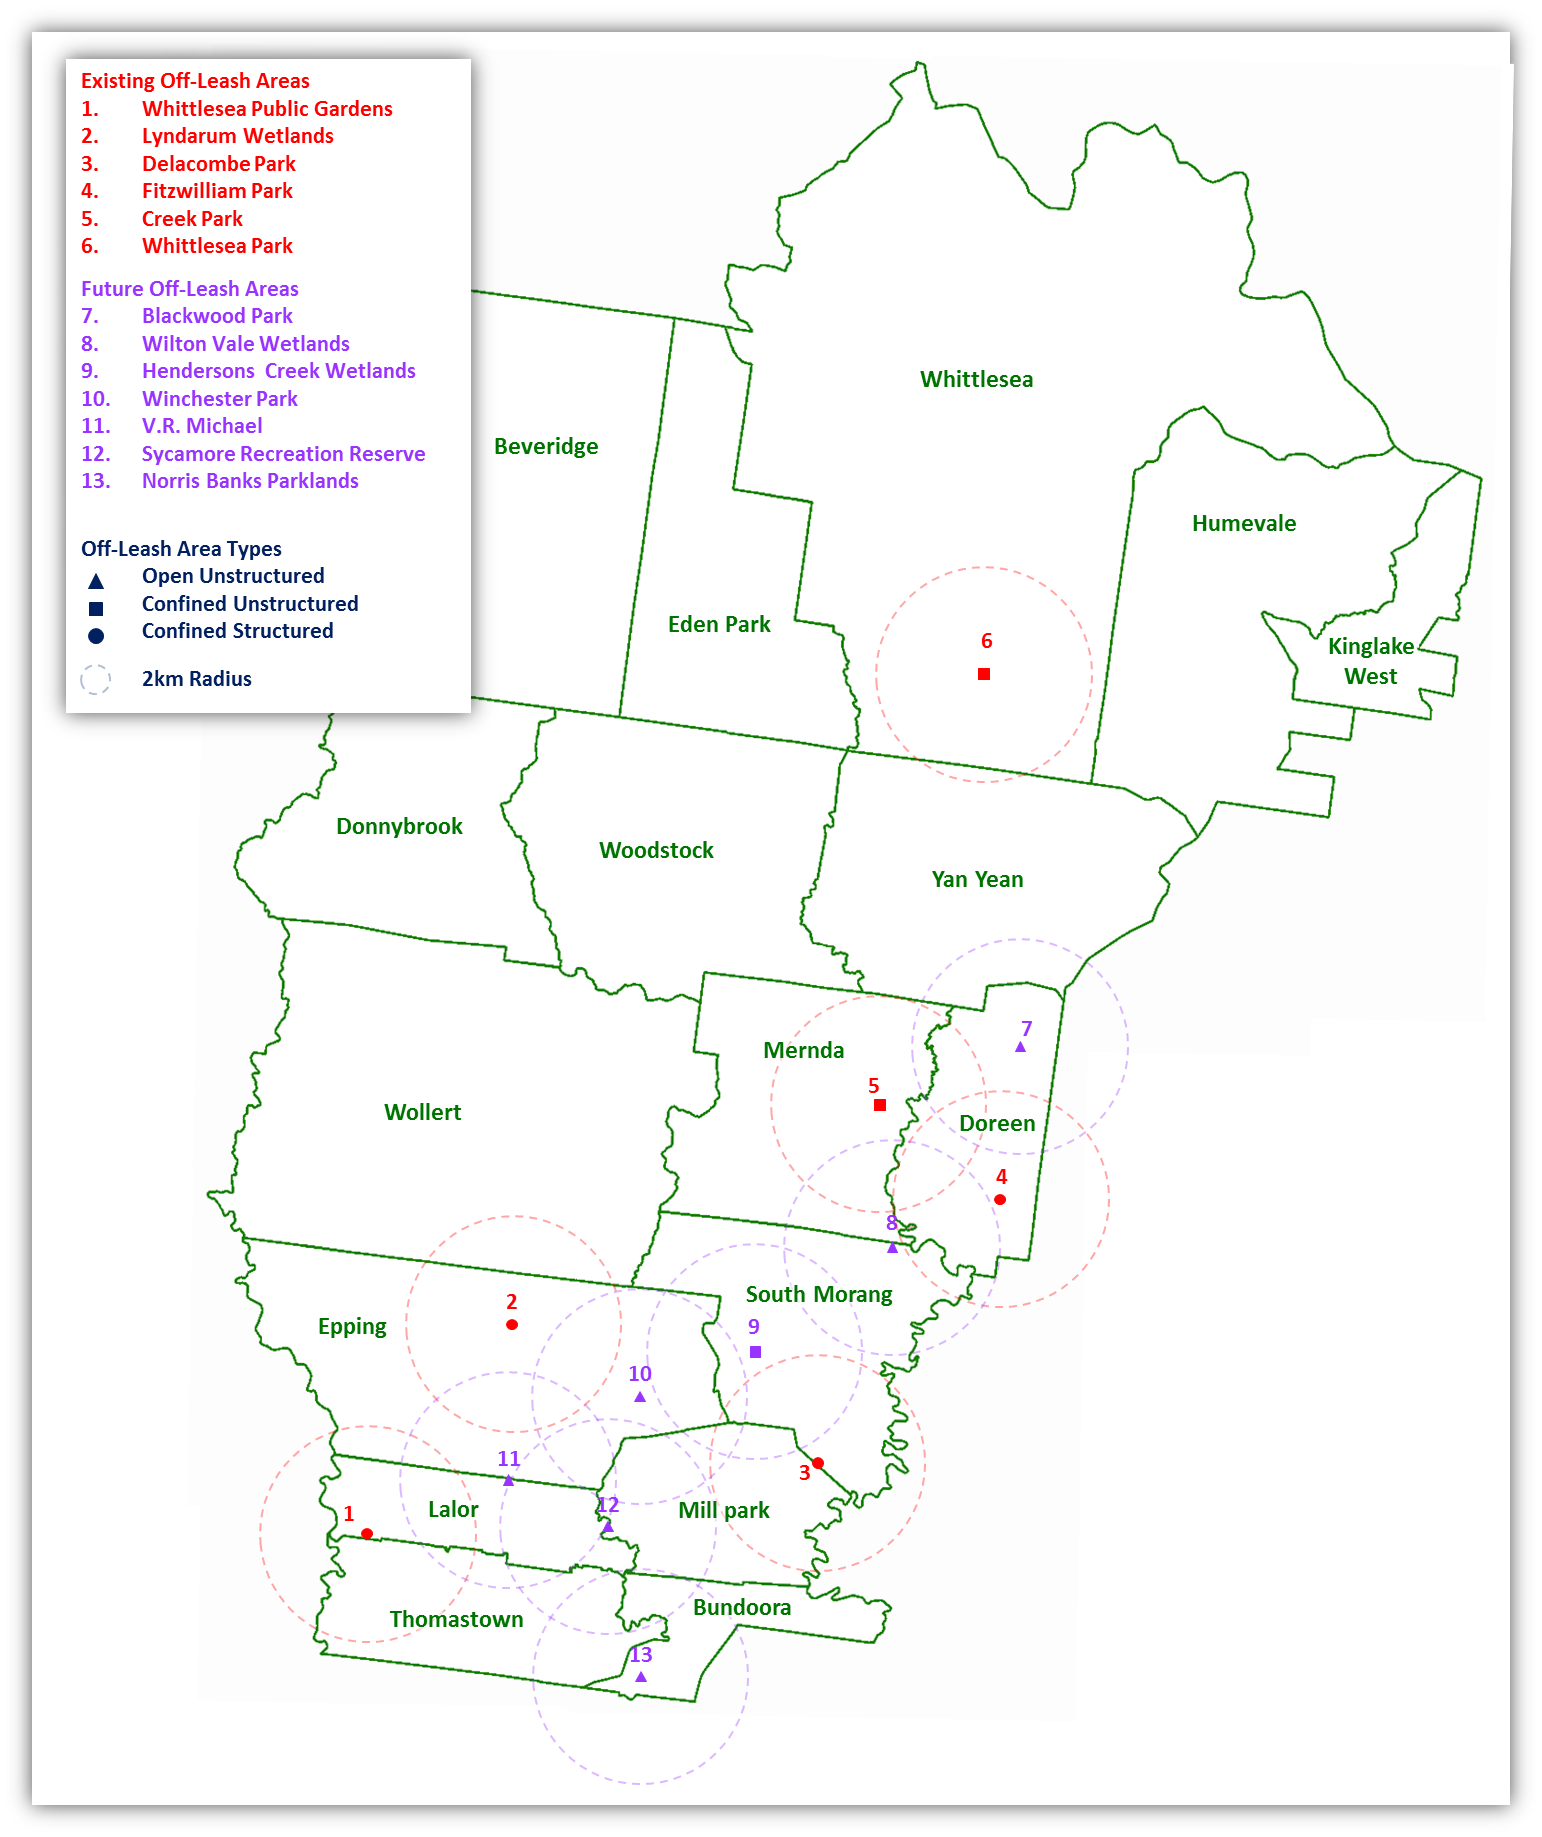 Existing Off-Leash Areas
1. Whittlesea Public Gardens
2. Lyndarum Wetlands
3. Delacombe Park
4. Fitzwilliam Park
5. Creek Park
6. Whittlesea Park
Future Off-Leash Areas
7. Blackwood Park
8. Wilton Vale Wetlands
9. Hendersons Creek Wetlands
10. Winchester Park
11. V.R. Michael
12. Sycamore Recreation Reserve
13. Norris Banks Parklands
Off-Leash Area Types
Open Unstructured
Confined Unstructured
Confined Structured
2km Radius
Whittlesea
Beveridge
Humevale
Eden Park
6
Kinglake
West
Donnybrook
Woodstock
Yan Yean
7
Mernda
5
Wollert
Doreen
4
8
South Morang
2
Epping
9
10
11
3
12
Lalor
1
Mill park
Bundoora
Thomastown
13